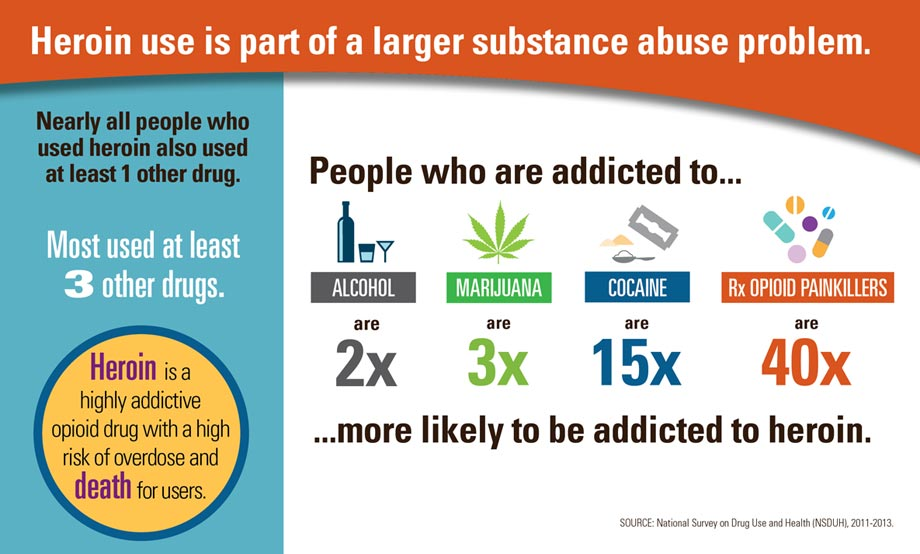 Heroin use is part of a larger substance abuse problem.
Nearly all people who
used heroin also used
at least 1 other drug.
Most used at least
3 other drugs.
Heroin is a
highly addictive
opioid drug with a high
risk of overdose and
death for users.
People who are addicted to...
ALCOHOL MARIJUANA COCAINE Rx OPIOID PAINKILLERS
are are are are
2x 3x 15x 40x
...more likely to be addicted to heroin.
SOURCE: National Survey on Drug Use and Health (NSDUH), 2011-2013.